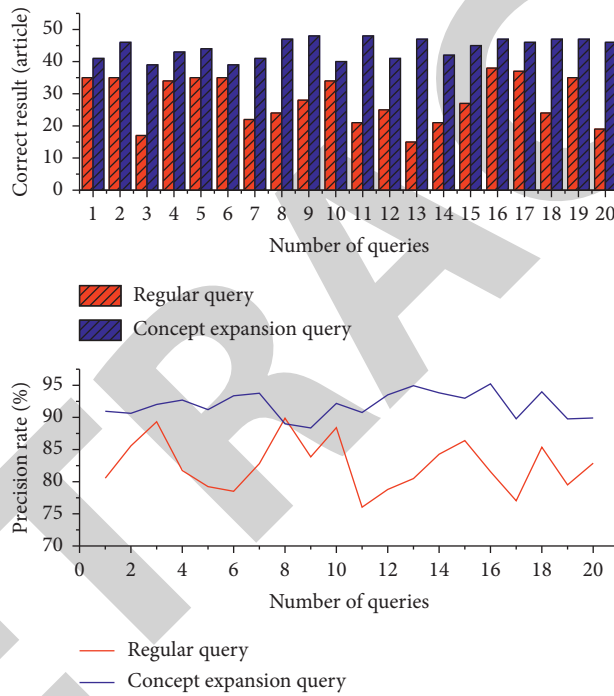 Correct result (article)
50
40
30
20
10
0
1 2 3 4 5 6 7 8 9 10 11 12 13 14 15 16 17 18 19 20
Number of queries
Regular query
Concept expansion query
Precision rate (%)
95
90
85
80
75
70
0 2 4 6 8 10 12 14 16 18 20
Number of queries
Regular query
Concept expansion query